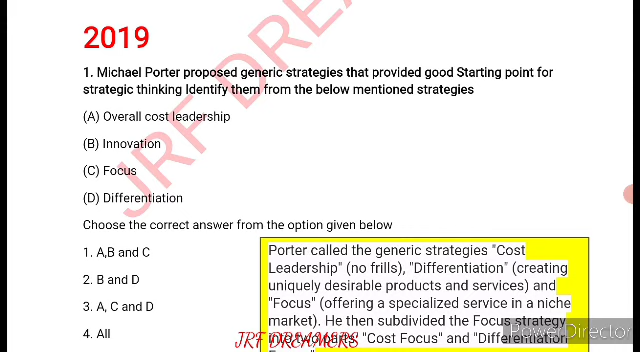 2019
1. Michael Porter proposed generic strategies that provided good Starting point for
strategic thinking Identify them from the below mentioned strategies
(A) Overall cost leadership
(B) Innovation
(C) Focus
(D) Differentiation
Choose the correct answer from the option given below
1. A,B and C
2. B and D
3. A, C and D
4. All
Porter called the generic strategies "Cost
Leadership" (no frills), "Differentiation" (creating
uniquely desirable products and services) and
"Focus" (offering a specialized service in a niche
market). He then subdivided the Focus strategy
into two parts "Cost Focus" and "Differentiation
JRF DREAMERS
PowerDirector
JRF DREA